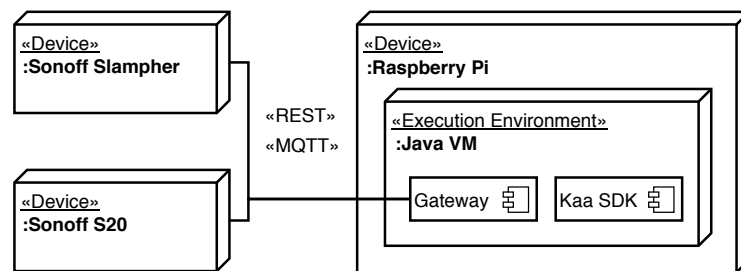 «Device»
:Sonoff Slampher
«Device»
:Raspberry Pi
«REST»
«MQTT»
«Execution Environment»
:Java VM
«Device»
:Sonoff S20
Gateway
Kaa SDK